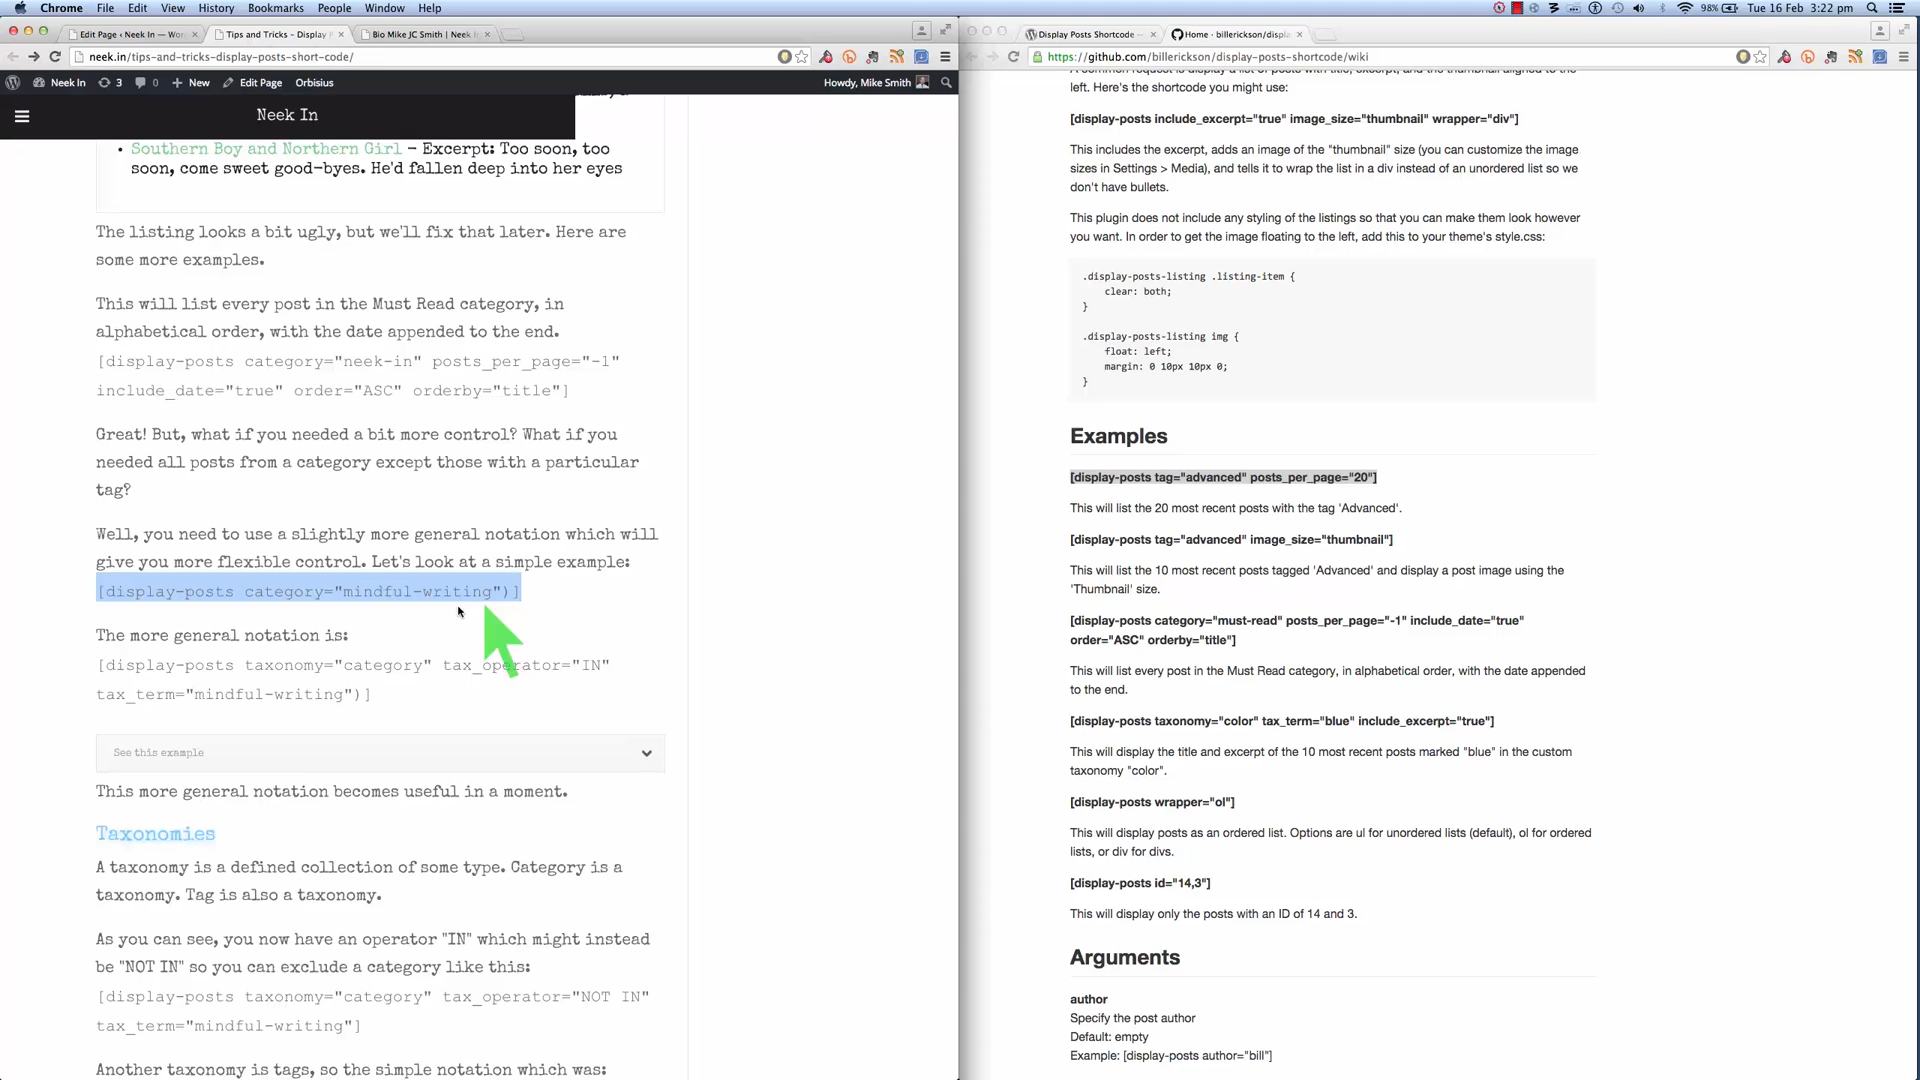 Chrome File Edit View History Bookmarks People Window Help
98% Tue 16 Feb 3:22 pm
Edit Page ‹ Neek In — Wor
Tips and Tricks - Display P
Bio Mike JC Smith | Neek I
neek.in/tips-and-tricks-display-posts-short-code/
Neek In 3 0 + New Edit Page Orbisius Howdy, Mike Smith
Neek In
• Southern Boy and Northern Girl - Excerpt: Too soon, too
soon, come sweet good-byes. He'd fallen deep into her eyes
The listing looks a bit ugly, but we'll fix that later. Here are
some more examples.
This will list every post in the Must Read category, in
alphabetical order, with the date appended to the end.
[display-posts category="neek-in" posts_per_page="-1"
include_date="true" order="ASC" orderby="title"]
Great! But, what if you needed a bit more control? What if you
needed all posts from a category except those with a particular
tag?
Well, you need to use a slightly more general notation which will
give you more flexible control. Let's look at a simple example:
[display-posts category="mindful-writing")]
The more general notation is:
[display-posts taxonomy="category" tax_operator="IN"
tax_term="mindful-writing")]
See this example
This more general notation becomes useful in a moment.
Taxonomies
A taxonomy is a defined collection of some type. Category is a
taxonomy. Tag is also a taxonomy.
As you can see, you now have an operator "IN" which might instead
be "NOT IN" so you can exclude a category like this:
[display-posts taxonomy="category" tax_operator="NOT IN"
tax_term="mindful-writing"]
Another taxonomy is tags, so the simple notation which was:
Display Posts Shortcode —
Home · billerickson/displa
https://github.com/billerickson/display-posts-shortcode/wiki
A common request is display a list of posts with title, excerpt, and the thumbnail aligned to the
left. Here's the shortcode you might use:
[display-posts include_excerpt="true" image_size="thumbnail" wrapper="div"]
This includes the excerpt, adds an image of the "thumbnail" size (you can customize the image
sizes in Settings > Media), and tells it to wrap the list in a div instead of an unordered list so we
don't have bullets.
This plugin does not include any styling of the listings so that you can make them look however
you want. In order to get the image floating to the left, add this to your theme's style.css:
.display-posts-listing .listing-item {
clear: both;
}
.display-posts-listing img {
float: left;
margin: 0 10px 10px 0;
}
Examples
[display-posts tag="advanced" posts_per_page="20"]
This will list the 20 most recent posts with the tag 'Advanced'.
[display-posts tag="advanced" image_size="thumbnail"]
This will list the 10 most recent posts tagged 'Advanced' and display a post image using the
'Thumbnail' size.
[display-posts category="must-read" posts_per_page="-1" include_date="true"
order="ASC" orderby="title"]
This will list every post in the Must Read category, in alphabetical order, with the date appended
to the end.
[display-posts taxonomy="color" tax_term="blue" include_excerpt="true"]
This will display the title and excerpt of the 10 most recent posts marked "blue" in the custom
taxonomy "color".
[display-posts wrapper="ol"]
This will display posts as an ordered list. Options are ul for unordered lists (default), ol for ordered
lists, or div for divs.
[display-posts id="14,3"]
This will display only the posts with an ID of 14 and 3.
Arguments
author
Specify the post author
Default: empty
Example: [display-posts author="bill"]